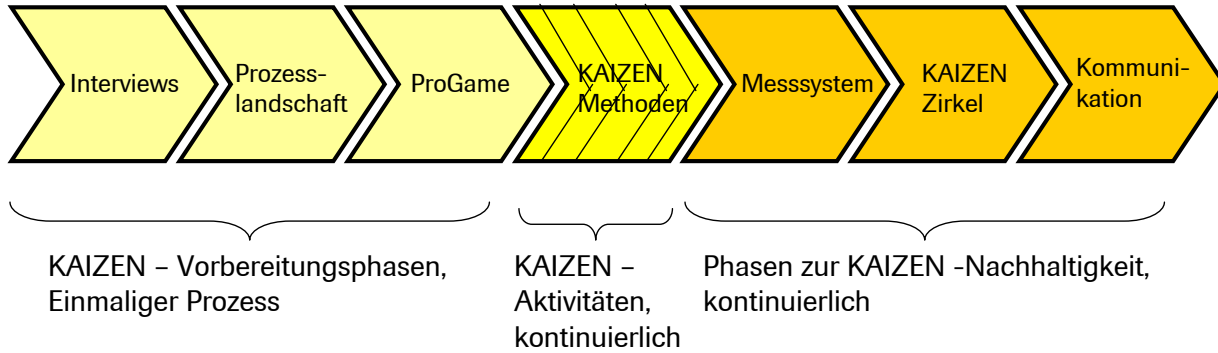 Interviews
Prozess-
landschaft
ProGame
KAIZEN
Methoden
Messsystem
KAIZEN
Zirkel
Kommuni-
kation
KAIZEN – Vorbereitungsphasen,
Einmaliger Prozess
KAIZEN –
Aktivitäten,
kontinuierlich
Phasen zur KAIZEN -Nachhaltigkeit,
kontinuierlich